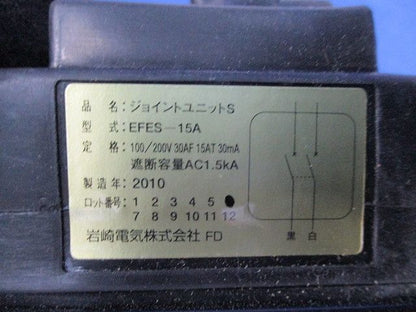 品　名：ジョイントユニットS
型　式：EFES－15A
定　格：100／200V 30AF 15AT 30mA
遮断容量AC1.5kA
製造年：2010
ロット番号：1 2 3 4 5
7 8 9 10 11 12
黒 白
岩崎電気株式会社 FD